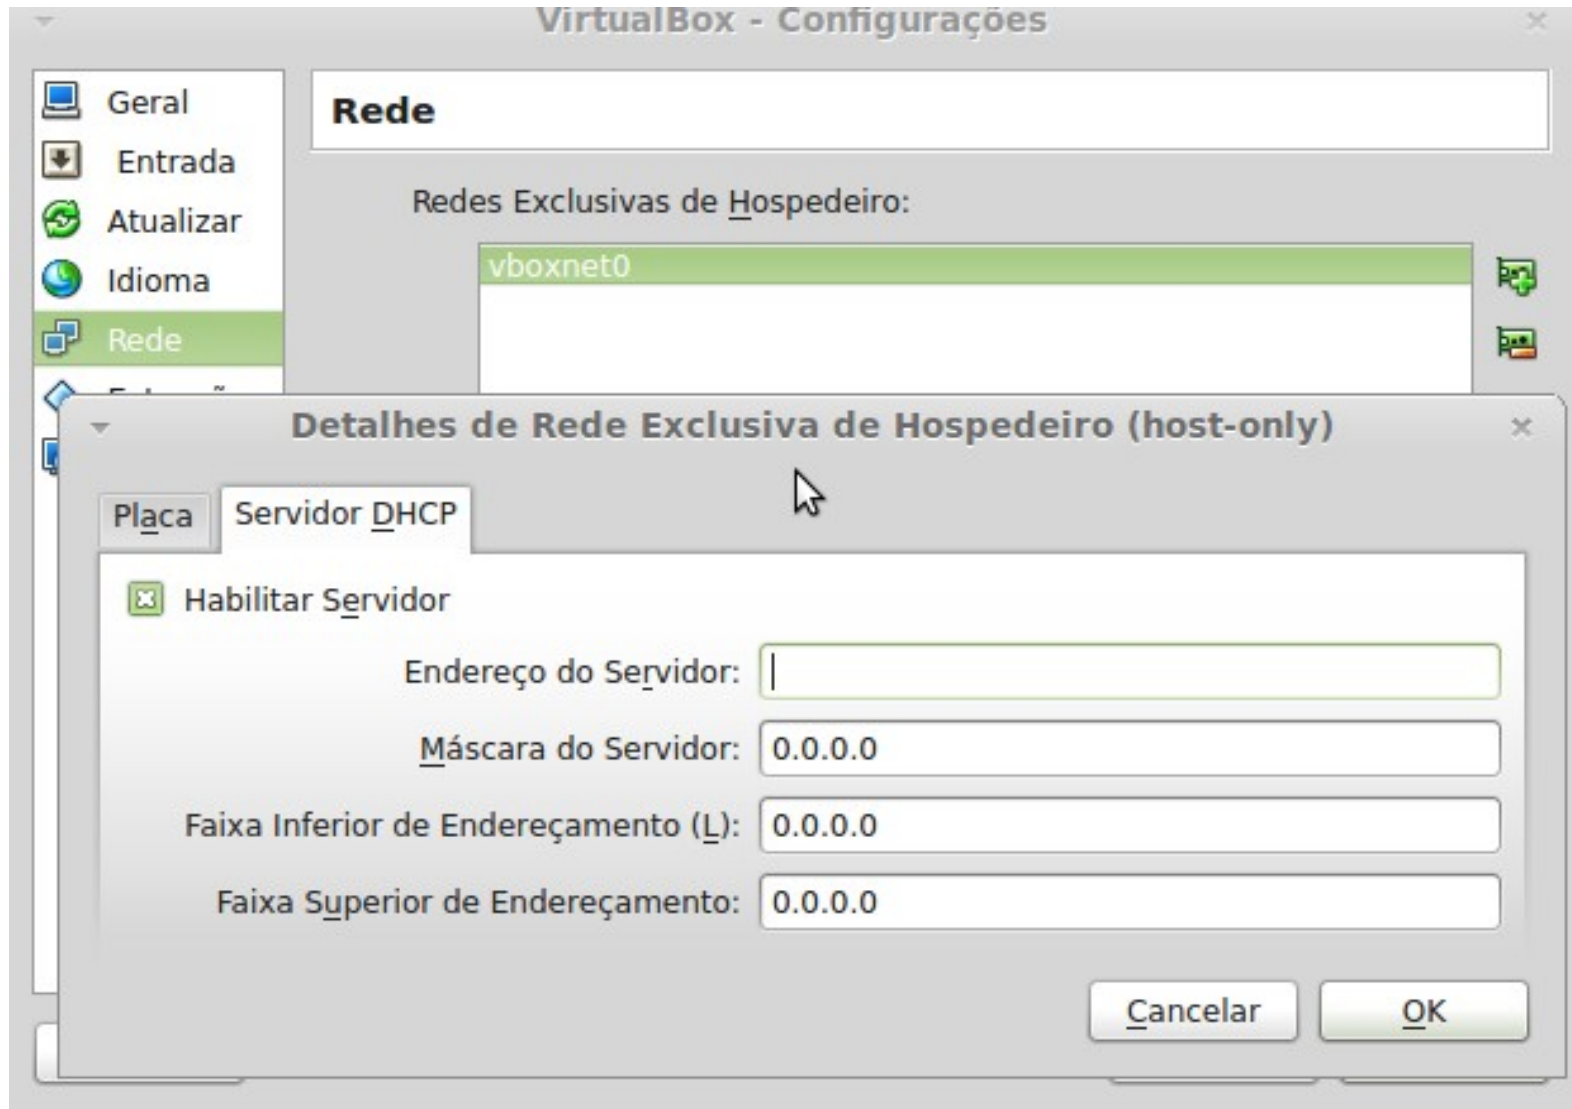 VirtualBox - Configurações
Geral
Entrada
Atualizar
Idioma
Rede
Rede
Redes Exclusivas de Hospedeiro:
vboxnet0
Detalhes de Rede Exclusiva de Hospedeiro (host-only)
Placa
Servidor DHCP
Habilitar Servidor
Endereço do Servidor:
Máscara do Servidor: 0.0.0.0
Faixa Inferior de Endereçamento (L): 0.0.0.0
Faixa Superior de Endereçamento: 0.0.0.0
Cancelar
OK